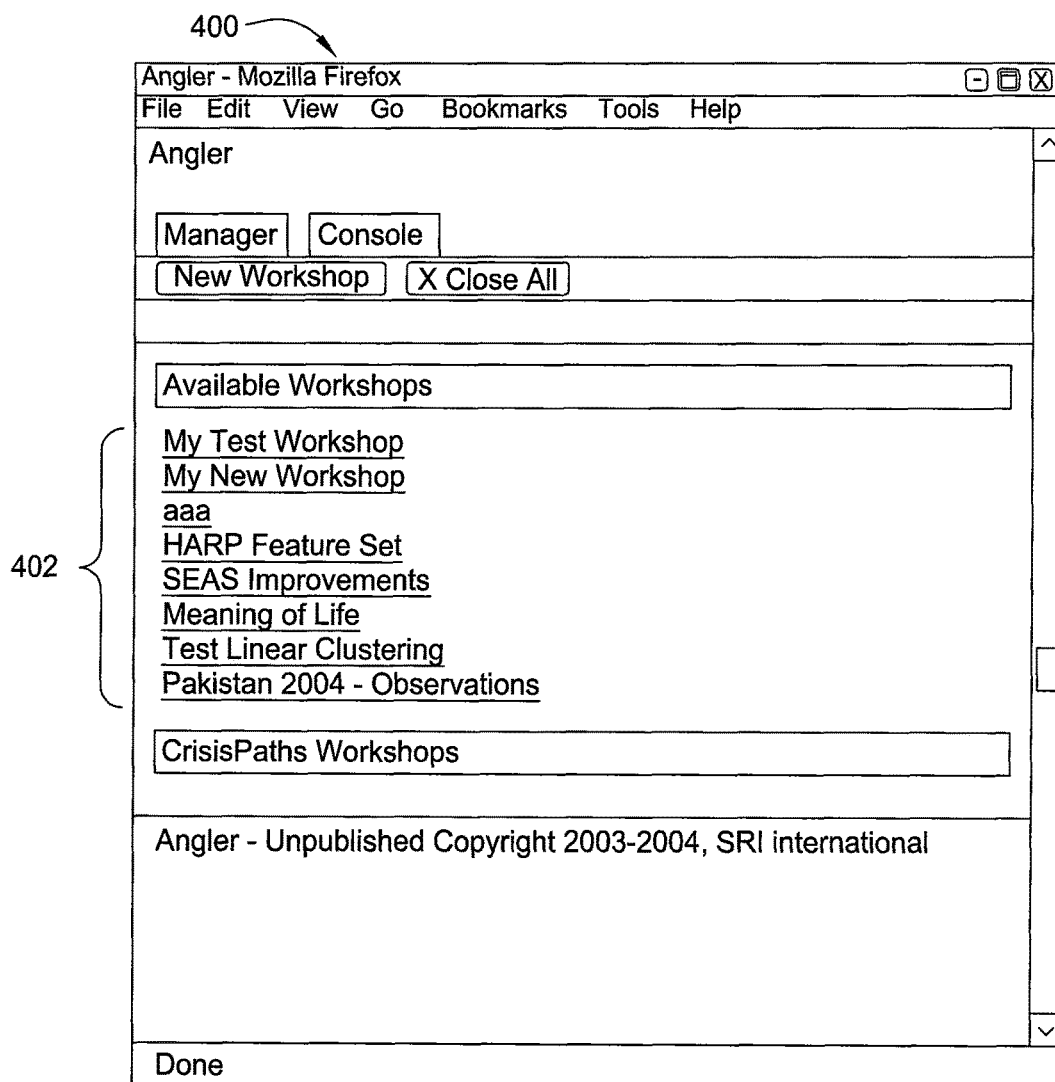 400
Angler - Mozilla Firefox
File Edit View Go Bookmarks Tools Help
Angler
Manager Console
New Workshop X Close All
Available Workshops
My Test Workshop
My New Workshop
aaa
HARP Feature Set
402
SEAS Improvements
Meaning of Life
Test Linear Clustering
Pakistan 2004 - Observations
CrisisPaths Workshops
Angler - Unpublished Copyright 2003-2004, SRI international
Done